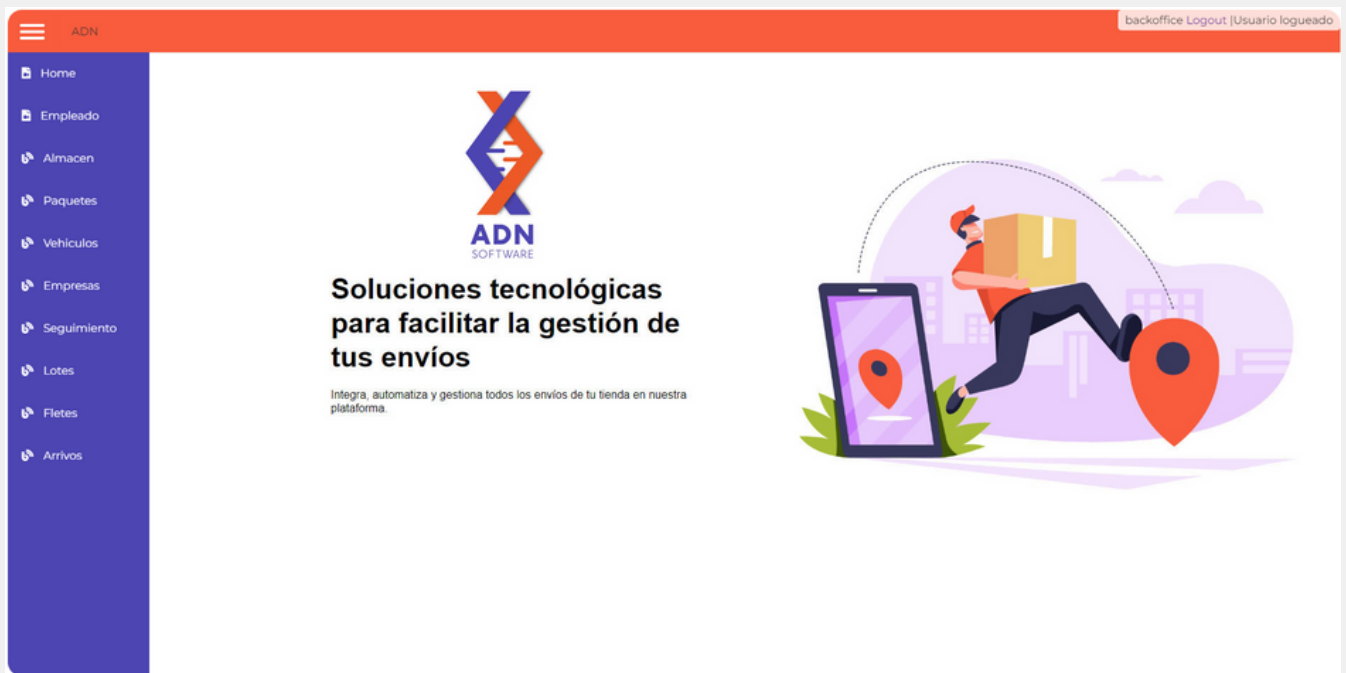 ADN
backoffice Logout |Usuario logueado
Home
Empleado
Almacen
Paquetes
Vehiculos
Empresas
Seguimiento
Lotes
Fletes
Arrivos
ADN
SOFTWARE
Soluciones tecnológicas
para facilitar la gestión de
tus envíos
Integra, automatiza y gestiona todos los envíos de tu tienda en nuestra
plataforma.